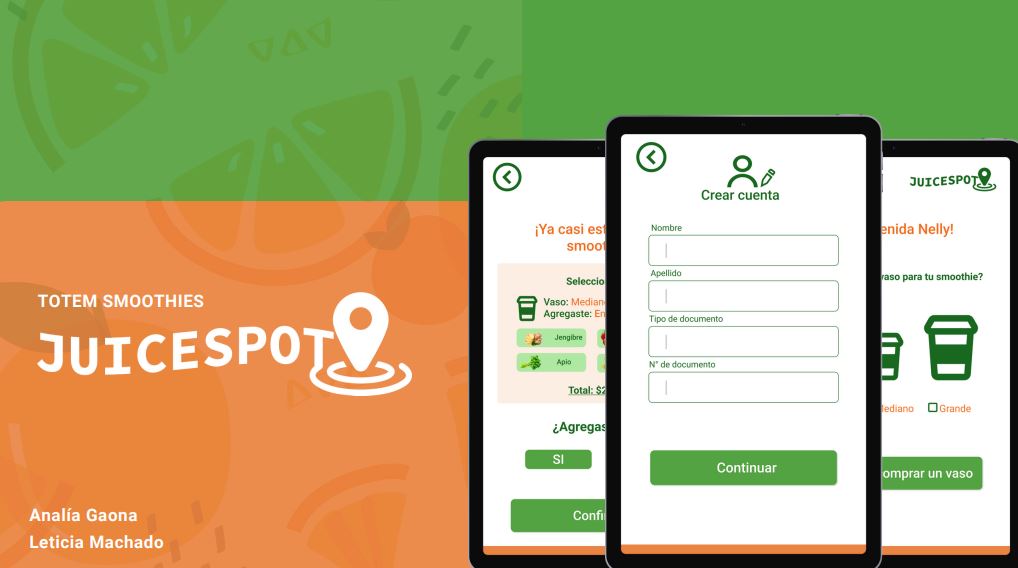 TOTEM SMOOTHIES
JUICESPOT
Analía Gaona
Leticia Machado
¡Ya casi est
smoot
Seleccio
Vaso: Median
Agregaste: En
Jengibre
Apio
Total: $2
¿Agregas
SI
Confi
Crear cuenta
Nombre
Apellido
Tipo de documento
N° de documento
Continuar
JUICESPOT
enida Nelly!
vaso para tu smoothie?
Mediano
Grande
omprar un vaso